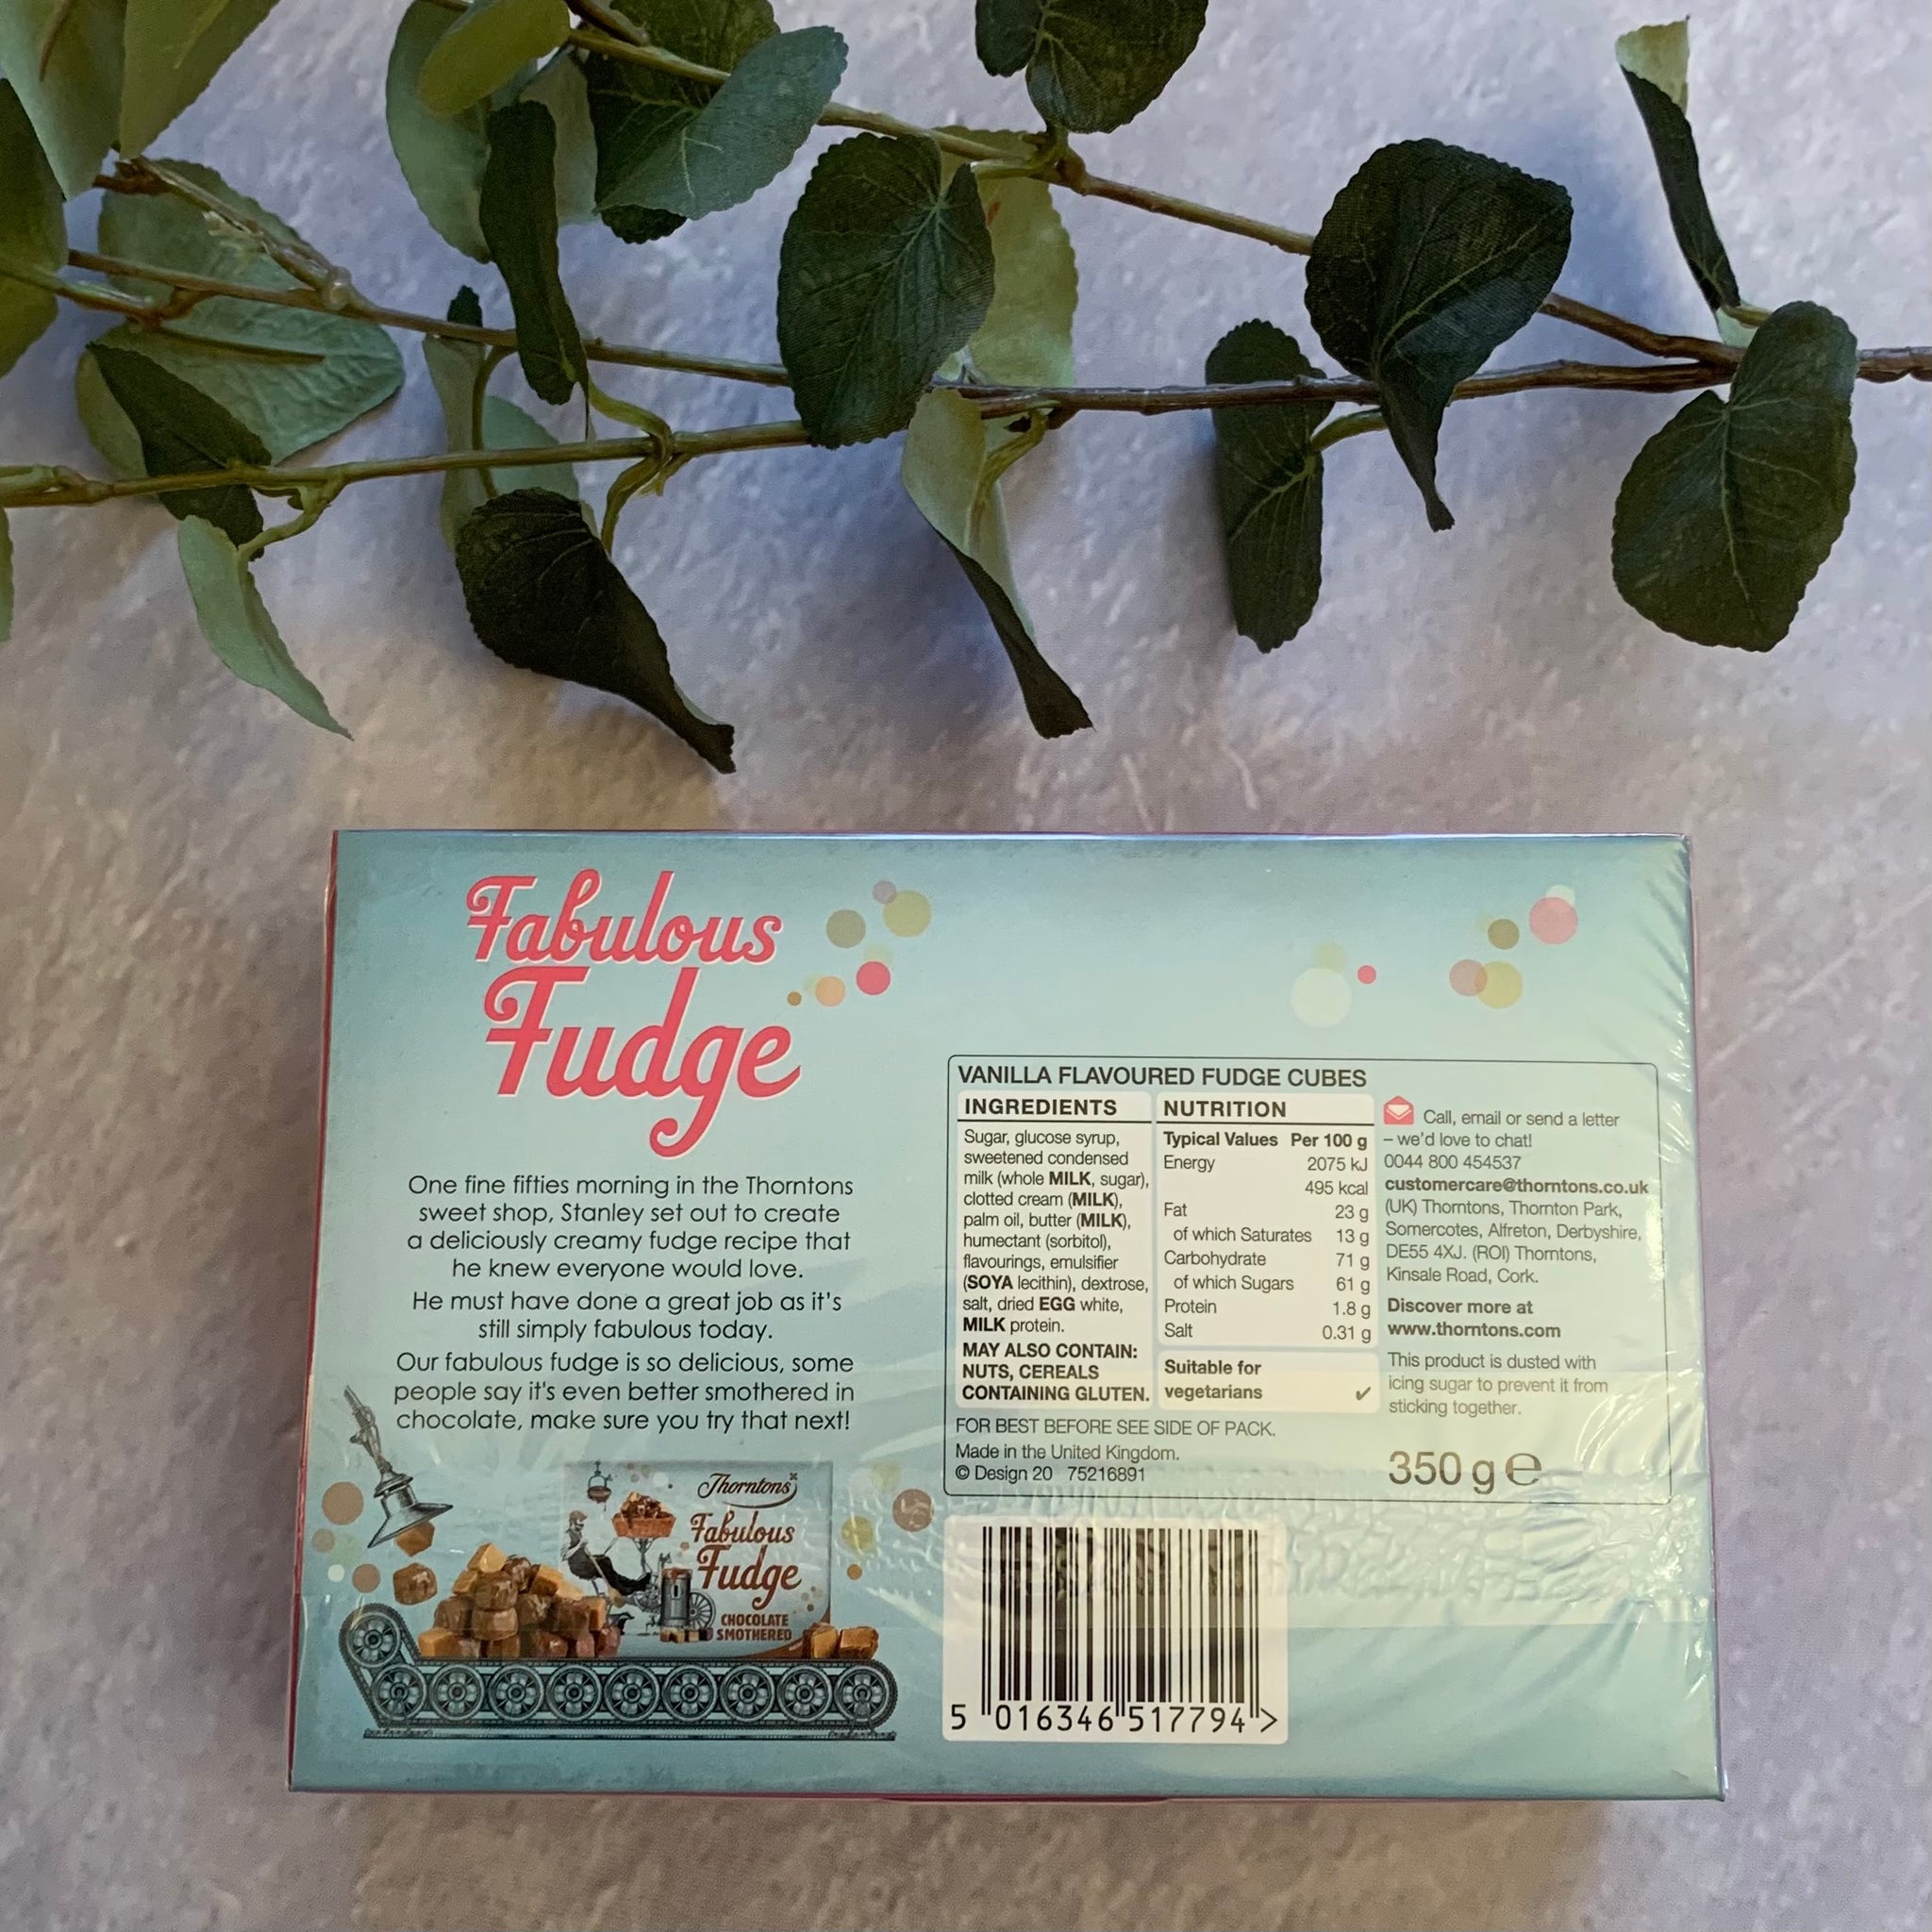 Fabulous
Fudge
One fine fifties morning in the Thorntons
sweet shop, Stanley set out to create
a deliciously creamy fudge recipe that
he knew everyone would love.
He must have done a great job as it's
still simply fabulous today.
Our fabulous fudge is so delicious, some
people say it's even better smothered in
chocolate, make sure you try that next!
Thorntons
Fabulous
Fudge
CHOCOLATE
SMOTHERED
VANILLA FLAVOURED FUDGE CUBES
INGREDIENTS
Sugar, glucose syrup,
sweetened condensed
milk (whole MILK, sugar),
clotted cream (MILK),
palm oil, butter (MILK),
humectant (sorbitol),
flavourings, emulsifier
(SOYA lecithin), dextrose,
salt, dried EGG white,
MILK protein.
MAY ALSO CONTAIN:
NUTS, CEREALS
CONTAINING GLUTEN.
NUTRITION
Typical Values Per 100 g
Energy 2075 kJ
495 kcal
Fat 23 g
of which Saturates 13 g
Carbohydrate 71 g
of which Sugars 61 g
Protein 1.8 g
Salt 0.31 g
Suitable for
vegetarians ✓
Call, email or send a letter
– we'd love to chat!
0044 800 454537
customercare@thorntons.co.uk
(UK) Thorntons, Thornton Park,
Somercotes, Alfreton, Derbyshire,
DE55 4XJ. (ROI) Thorntons,
Kinsale Road, Cork.
Discover more at
www.thorntons.com
This product is dusted with
icing sugar to prevent it from
sticking together.
FOR BEST BEFORE SEE SIDE OF PACK.
Made in the United Kingdom.
© Design 20 75216891
350 g ℮
5 016346 517794 >